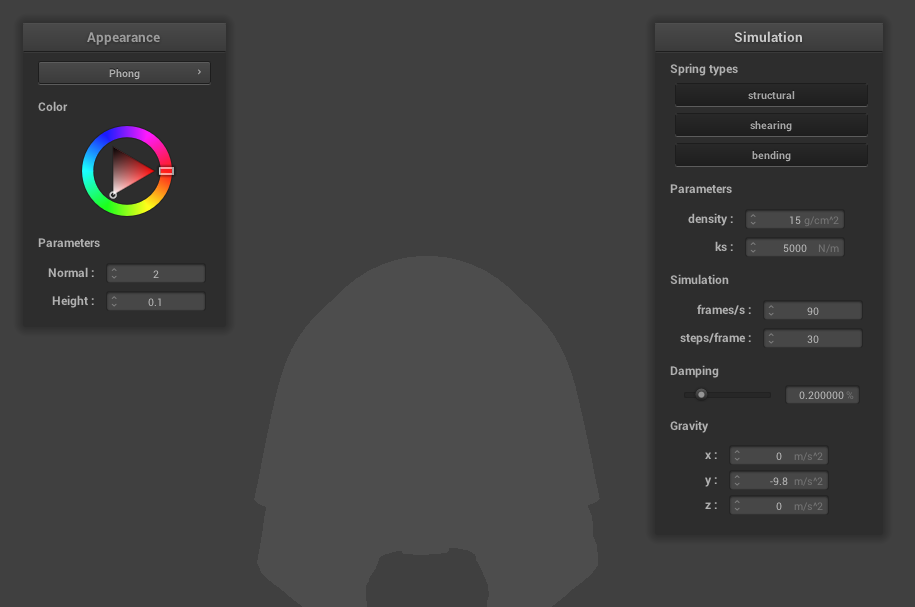 Appearance
Phong
Color
Parameters
Normal : 2
Height : 0.1
Simulation
Spring types
structural
shearing
bending
Parameters
density : 15 g/cm^2
ks : 5000 N/m
Simulation
frames/s : 90
steps/frame : 30
Damping
0.200000 %
Gravity
x : 0 m/s^2
y : -9.8 m/s^2
z : 0 m/s^2